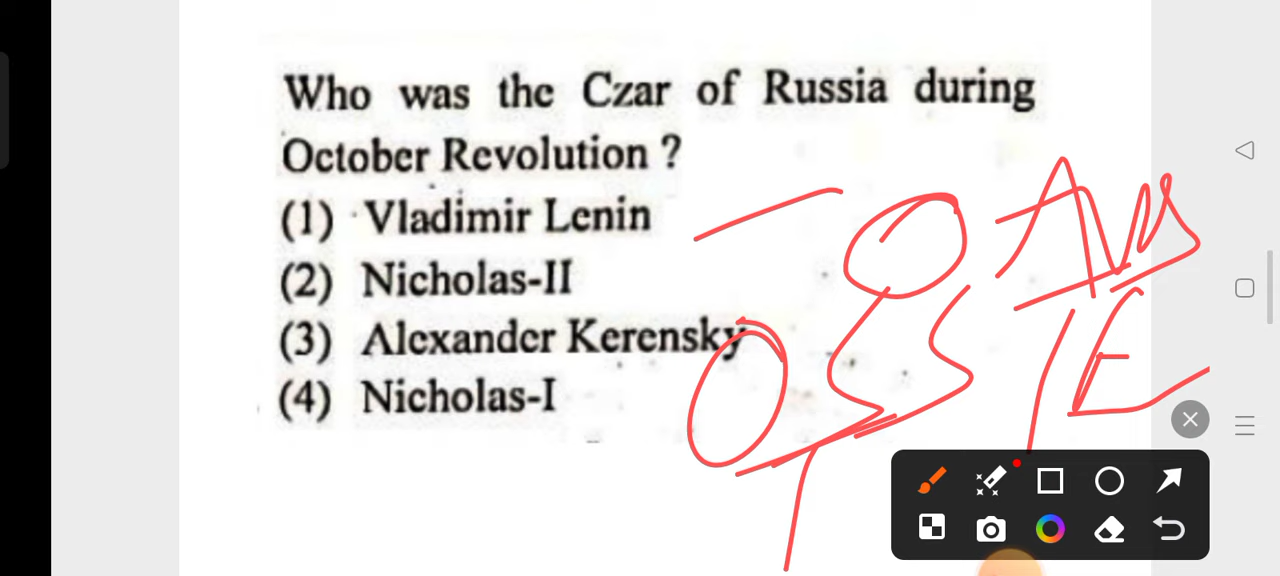 Who was the Czar of Russia during
October Revolution ?
(1) Vladimir Lenin
(2) Nicholas-II
(3) Alexander Kerensky
(4) Nicholas-I